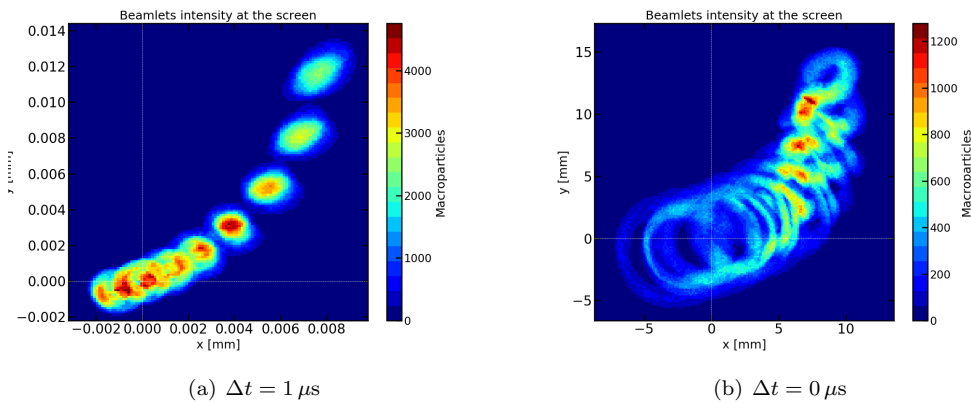 Beamlets intensity at the screen
0.014
0.012
0.010
0.008
0.006
0.004
0.002
0.000
−0.002
y [mm]
−0.002 0.000 0.002 0.004 0.006 0.008
x [mm]
4000
3000
2000
1000
0
Macroparticles
(a) Δt = 1 μs
Beamlets intensity at the screen
15
10
5
0
−5
y [mm]
−5 0 5 10
x [mm]
1200
1000
800
600
400
200
0
Macroparticles
(b) Δt = 0 μs